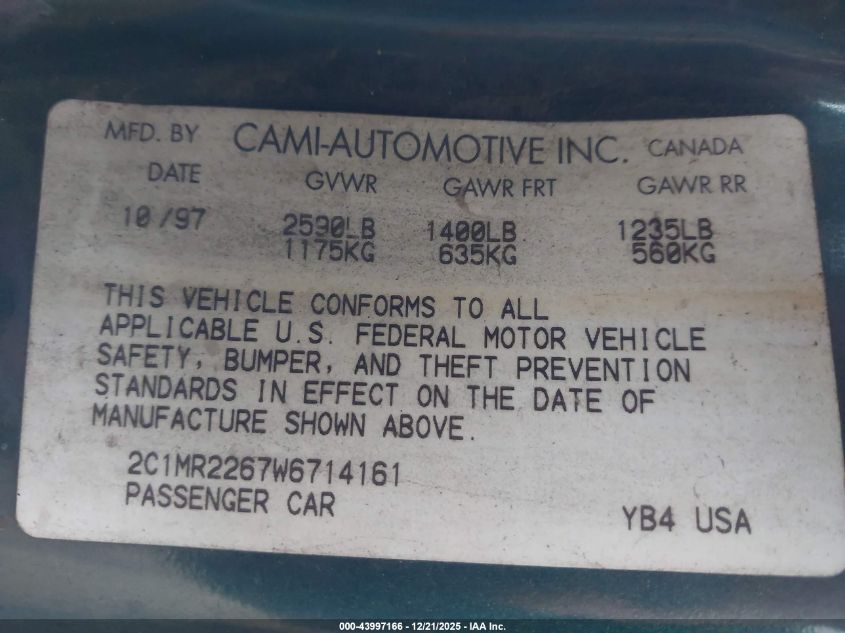 MFD. BY CAMI-AUTOMOTIVE INC. CANADA
DATE GVWR GAWR FRT GAWR RR
10/97 2590LB 1400LB 1235LB
1175KG 635KG 560KG
THIS VEHICLE CONFORMS TO ALL
APPLICABLE U.S. FEDERAL MOTOR VEHICLE
SAFETY, BUMPER, AND THEFT PREVENTION
STANDARDS IN EFFECT ON THE DATE OF
MANUFACTURE SHOWN ABOVE.
2C1MR2267W6714161
PASSENGER CAR YB4 USA
000-43997166 - 12/21/2025 - IAA Inc.